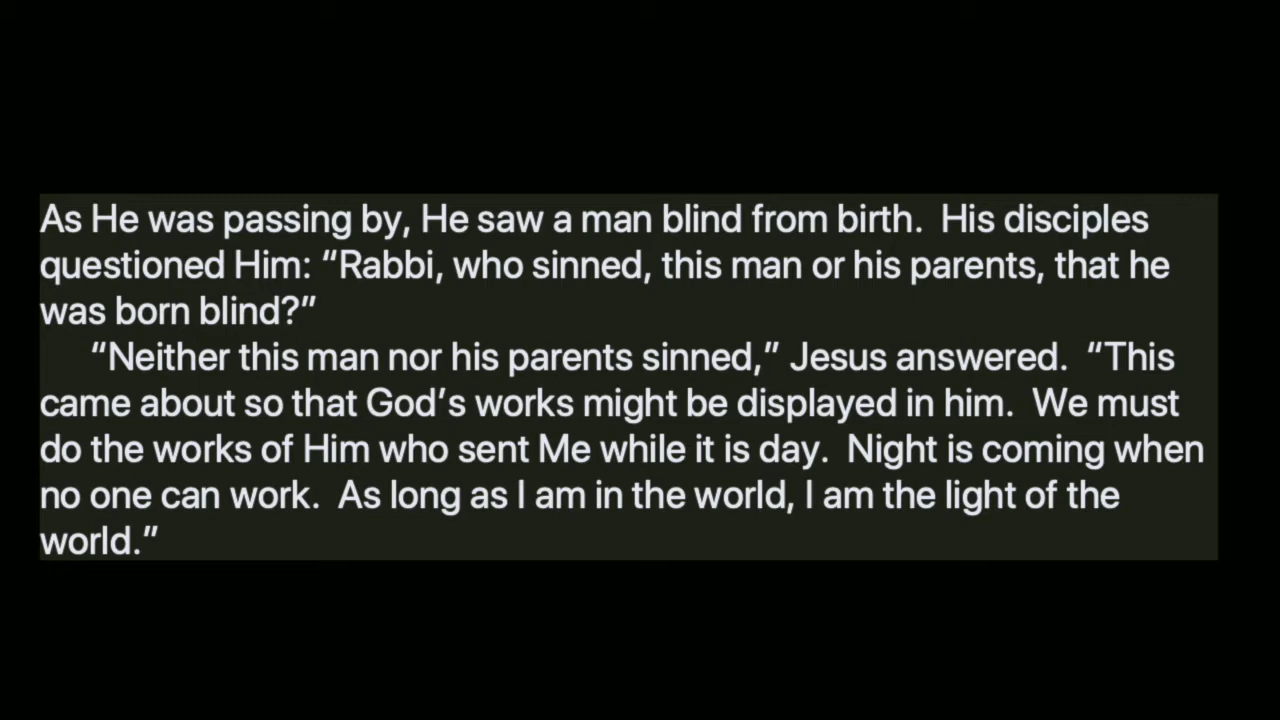 As He was passing by, He saw a man blind from birth.  His disciples
questioned Him: “Rabbi, who sinned, this man or his parents, that he
was born blind?”
“Neither this man nor his parents sinned,” Jesus answered.  “This
came about so that God’s works might be displayed in him.  We must
do the works of Him who sent Me while it is day.  Night is coming when
no one can work.  As long as I am in the world, I am the light of the
world.”